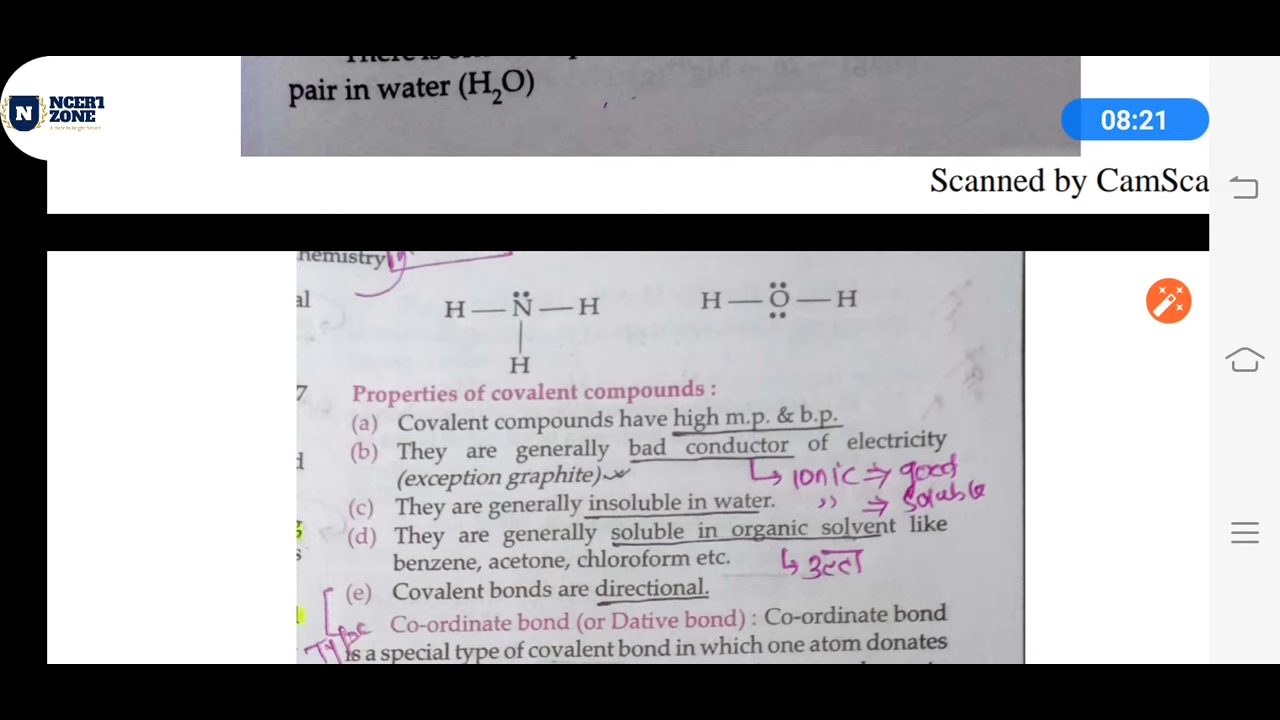 NCERT
ZONE
pair in water (H₂O)
08:21
Scanned by CamSca
hemistry
al
H — N̈ — H
H — Ö — H
H
7
Properties of covalent compounds :
(a) Covalent compounds have high m.p. & b.p.
(b) They are generally bad conductor of electricity
(exception graphite)
↳ ionic ⇒ good
(c) They are generally insoluble in water.
,, ⇒ Soluble
(d) They are generally soluble in organic solvent like
benzene, acetone, chloroform etc.
↳ उल्टा
(e) Covalent bonds are directional.
Co-ordinate bond (or Dative bond) : Co-ordinate bond
Type
is a special type of covalent bond in which one atom donates